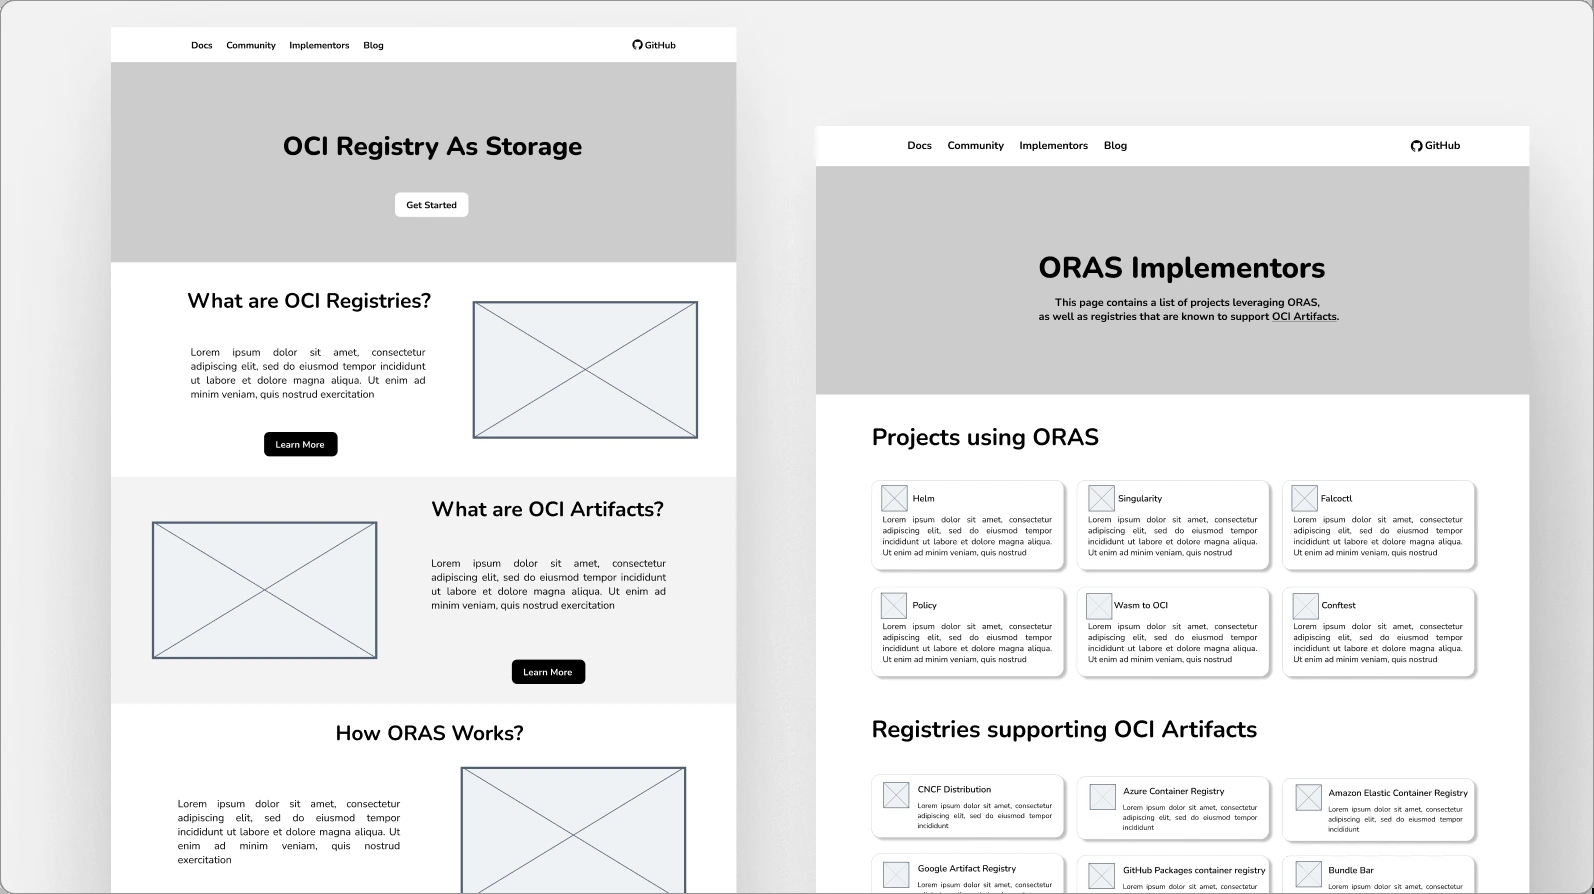 Docs Community Implementors Blog GitHub
OCI Registry As Storage
Get Started
What are OCI Registries?
Lorem ipsum dolor sit amet, consectetur
adipiscing elit, sed do eiusmod tempor incididunt
ut labore et dolore magna aliqua. Ut enim ad
minim veniam, quis nostrud exercitation
Learn More
What are OCI Artifacts?
Lorem ipsum dolor sit amet, consectetur
adipiscing elit, sed do eiusmod tempor incididunt
ut labore et dolore magna aliqua. Ut enim ad
minim veniam, quis nostrud exercitation
Learn More
How ORAS Works?
Lorem ipsum dolor sit amet, consectetur
adipiscing elit, sed do eiusmod tempor
incididunt ut labore et dolore magna aliqua. Ut
enim ad minim veniam, quis nostrud
exercitation
Docs Community Implementors Blog GitHub
ORAS Implementors
This page contains a list of projects leveraging ORAS,
as well as registries that are known to support OCI Artifacts.
Projects using ORAS
Helm
Lorem ipsum dolor sit amet, consectetur
adipiscing elit, sed do eiusmod tempor
incididunt ut labore et dolore magna aliqua.
Ut enim ad minim veniam, quis nostrud
Singularity
Lorem ipsum dolor sit amet, consectetur
adipiscing elit, sed do eiusmod tempor
incididunt ut labore et dolore magna aliqua.
Ut enim ad minim veniam, quis nostrud
Falcoctl
Lorem ipsum dolor sit amet, consectetur
adipiscing elit, sed do eiusmod tempor
incididunt ut labore et dolore magna aliqua.
Ut enim ad minim veniam, quis nostrud
Policy
Lorem ipsum dolor sit amet, consectetur
adipiscing elit, sed do eiusmod tempor
incididunt ut labore et dolore magna aliqua.
Ut enim ad minim veniam, quis nostrud
Wasm to OCI
Lorem ipsum dolor sit amet, consectetur
adipiscing elit, sed do eiusmod tempor
incididunt ut labore et dolore magna aliqua.
Ut enim ad minim veniam, quis nostrud
Conftest
Lorem ipsum dolor sit amet, consectetur
adipiscing elit, sed do eiusmod tempor
incididunt ut labore et dolore magna aliqua.
Ut enim ad minim veniam, quis nostrud
Registries supporting OCI Artifacts
CNCF Distribution
Lorem ipsum dolor sit amet, consectetur
adipiscing elit, sed do eiusmod tempor
incididunt
Azure Container Registry
Lorem ipsum dolor sit amet, consectetur
adipiscing elit, sed do eiusmod tempor
incididunt
Amazon Elastic Container Registry
Lorem ipsum dolor sit amet, consectetur
adipiscing elit, sed do eiusmod tempor
incididunt
Google Artifact Registry
Lorem ipsum dolor sit amet, consectetur
GitHub Packages container registry
Lorem ipsum dolor sit amet, consectetur
Bundle Bar
Lorem ipsum dolor sit amet, consectetur